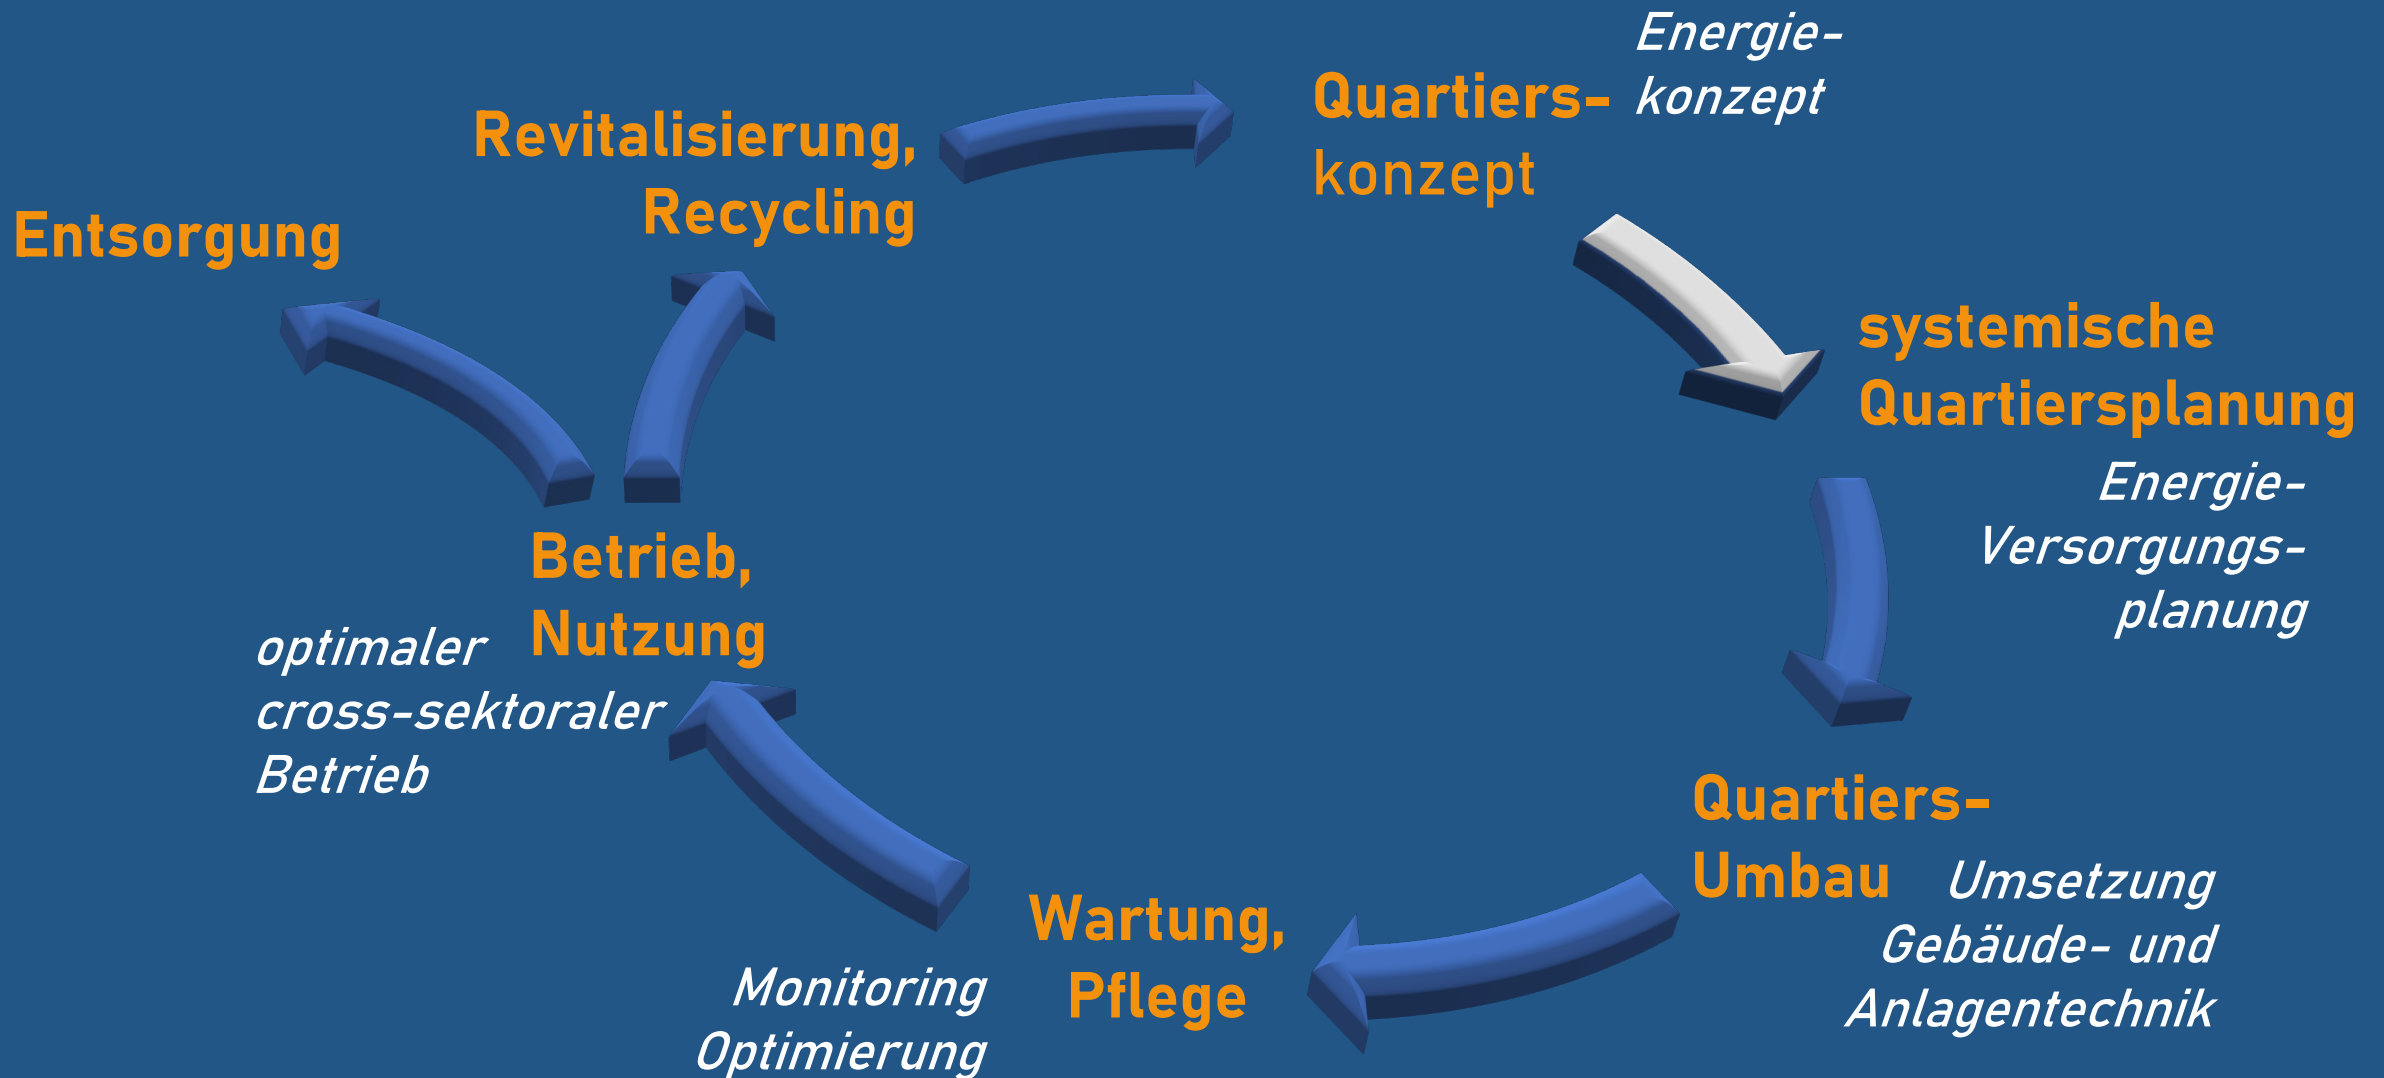 Energie-
konzept
Quartiers-
konzept
systemische
Quartiersplanung
Energie-
Versorgungs-
planung
Quartiers-
Umbau
Umsetzung
Gebäude- und
Anlagentechnik
Wartung,
Pflege
Monitoring
Optimierung
Betrieb,
Nutzung
optimaler
cross-sektoraler
Betrieb
Revitalisierung,
Recycling
Entsorgung